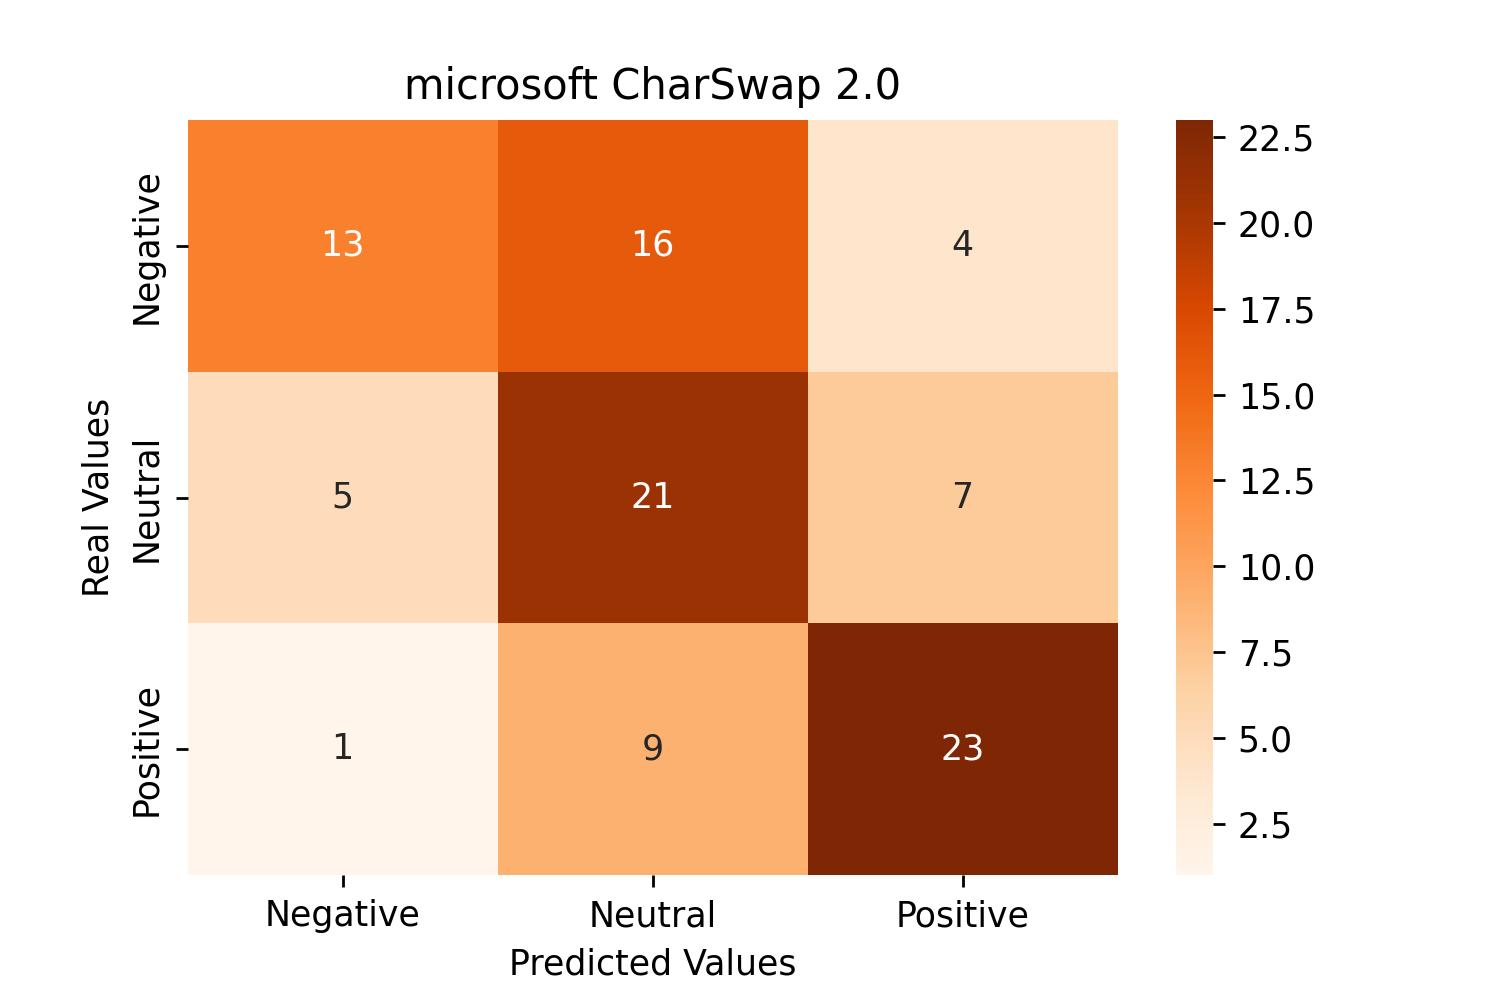 microsoft CharSwap 2.0
Real Values
Negative
13 16 4
Neutral
5 21 7
Positive
1 9 23
Negative Neutral Positive
Predicted Values
22.5
20.0
17.5
15.0
12.5
10.0
7.5
5.0
2.5